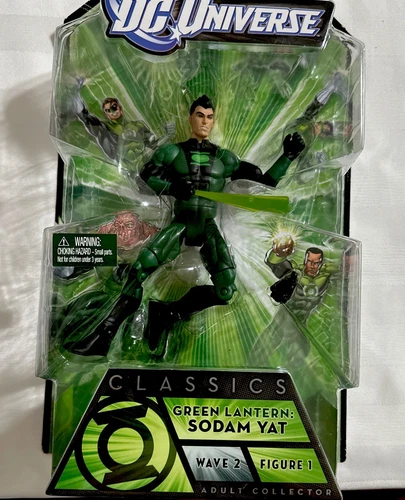 DC UNIVERSE
WARNING:
CHOKING HAZARD - Small parts.
Not for children under 3 years.
CLASSICS
GREEN LANTERN:
SODAM YAT
WAVE 2 FIGURE 1
ADULT COLLECTOR